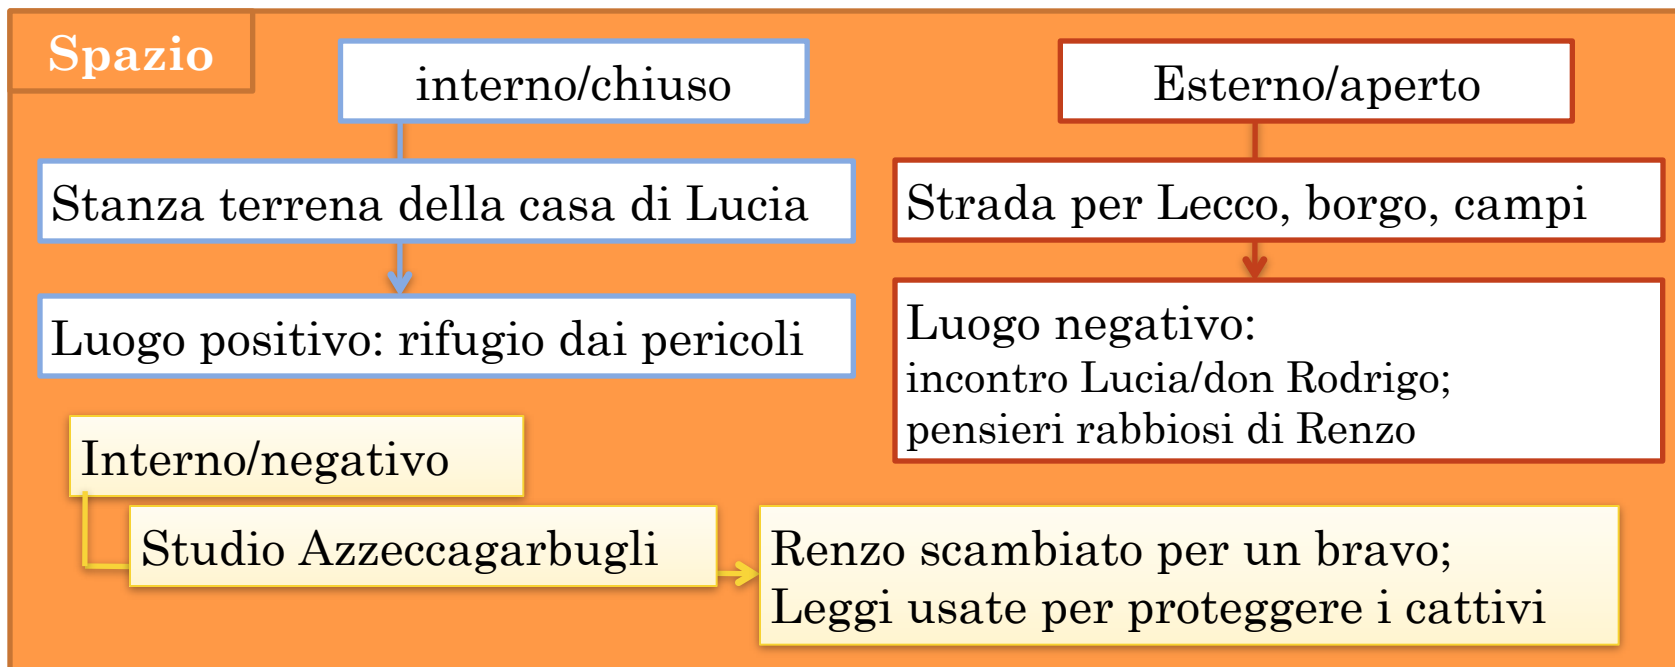 Spazio
interno/chiuso
Esterno/aperto
Stanza terrena della casa di Lucia
Strada per Lecco, borgo, campi
Luogo positivo: rifugio dai pericoli
Luogo negativo:
incontro Lucia/don Rodrigo;
pensieri rabbiosi di Renzo
Interno/negativo
Studio Azzeccagarbugli
Renzo scambiato per un bravo;
Leggi usate per proteggere i cattivi